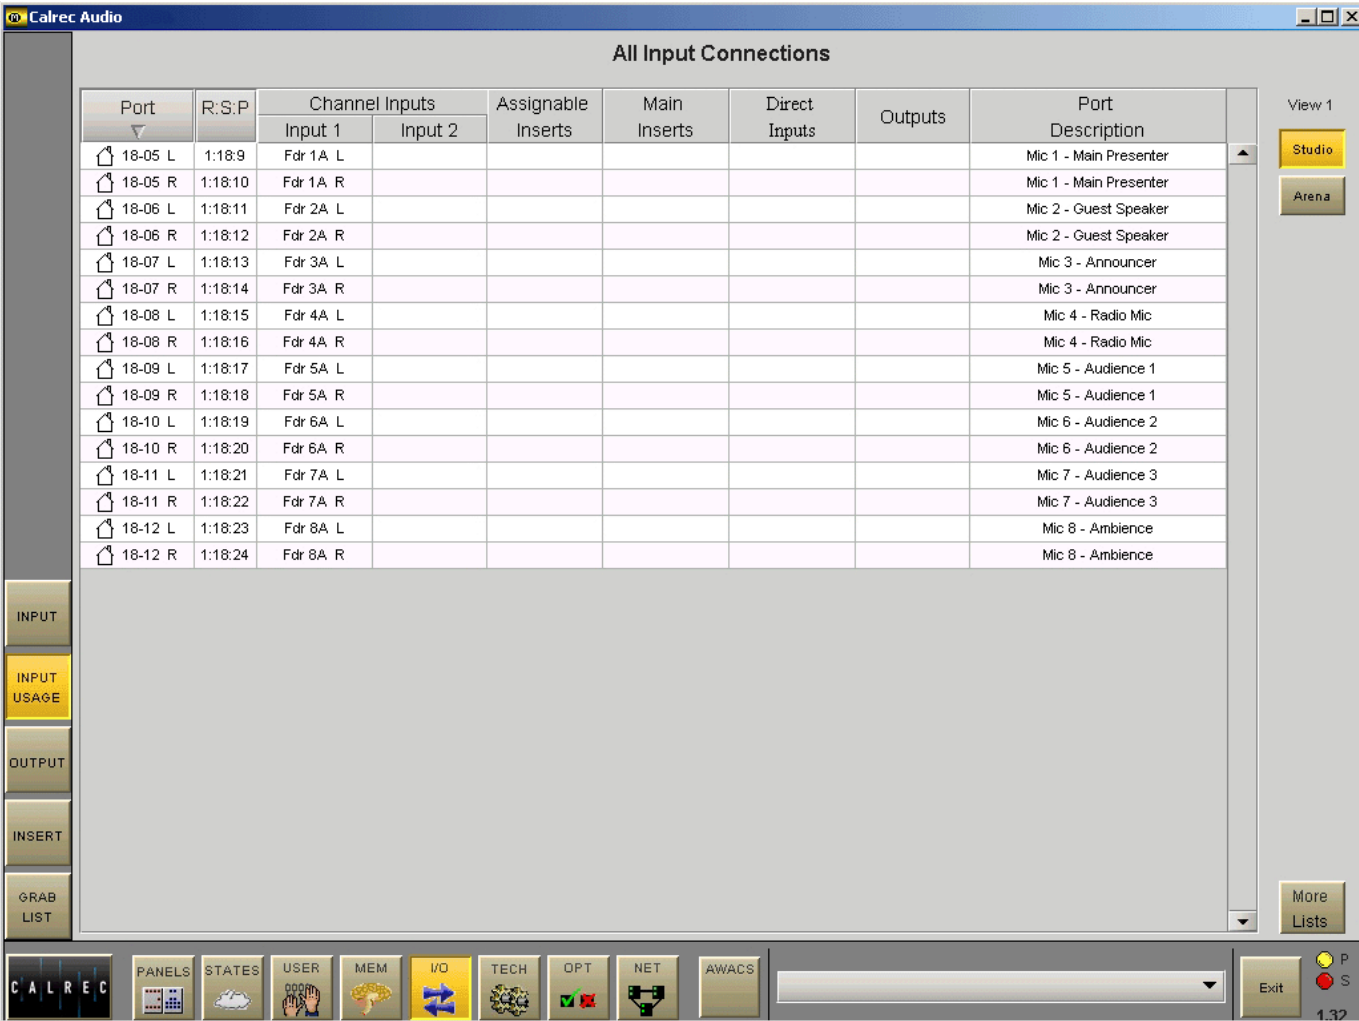 Calrec Audio
All Input Connections
Port R:S:P Channel Inputs Assignable Inserts Main Inserts Direct Inputs Outputs Port Description
Input 1 Input 2
18-05 L 1:18:9 Fdr 1A L Mic 1 - Main Presenter
18-05 R 1:18:10 Fdr 1A R Mic 1 - Main Presenter
18-06 L 1:18:11 Fdr 2A L Mic 2 - Guest Speaker
18-06 R 1:18:12 Fdr 2A R Mic 2 - Guest Speaker
18-07 L 1:18:13 Fdr 3A L Mic 3 - Announcer
18-07 R 1:18:14 Fdr 3A R Mic 3 - Announcer
18-08 L 1:18:15 Fdr 4A L Mic 4 - Radio Mic
18-08 R 1:18:16 Fdr 4A R Mic 4 - Radio Mic
18-09 L 1:18:17 Fdr 5A L Mic 5 - Audience 1
18-09 R 1:18:18 Fdr 5A R Mic 5 - Audience 1
18-10 L 1:18:19 Fdr 6A L Mic 6 - Audience 2
18-10 R 1:18:20 Fdr 6A R Mic 6 - Audience 2
18-11 L 1:18:21 Fdr 7A L Mic 7 - Audience 3
18-11 R 1:18:22 Fdr 7A R Mic 7 - Audience 3
18-12 L 1:18:23 Fdr 8A L Mic 8 - Ambience
18-12 R 1:18:24 Fdr 8A R Mic 8 - Ambience
View 1
Studio
Arena
More
Lists
INPUT
INPUT
USAGE
OUTPUT
INSERT
GRAB
LIST
CALREC
PANELS STATES USER MEM I/O TECH OPT NET AWACS
Exit
P
S
1.32